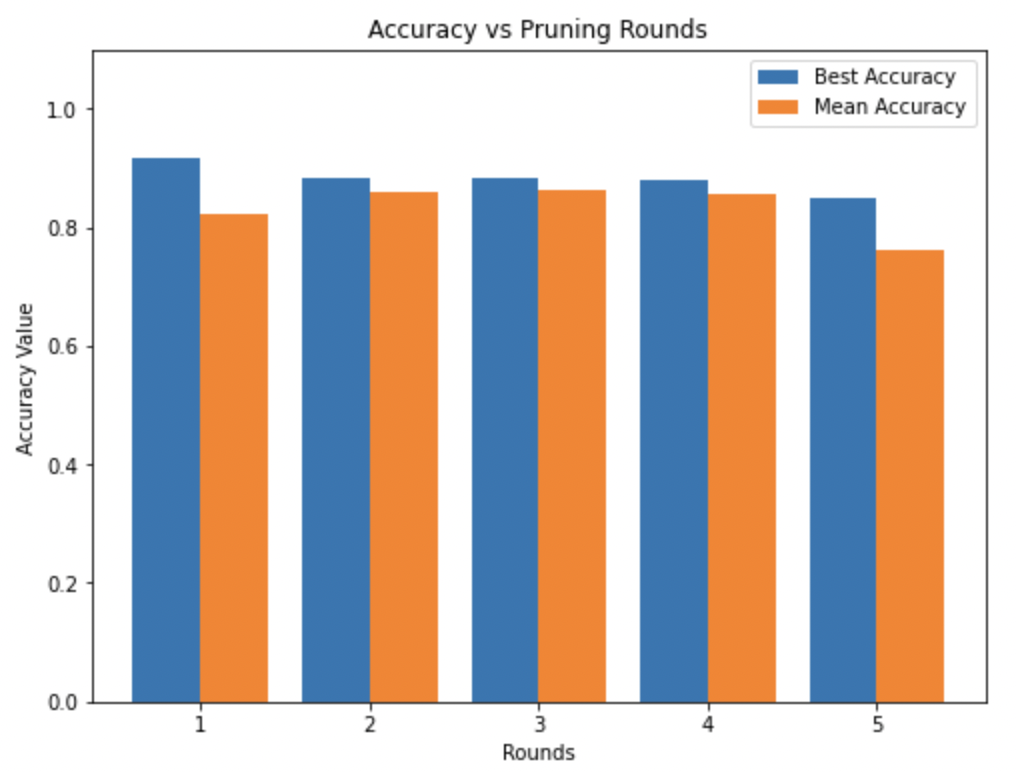 Accuracy vs Pruning Rounds
Best Accuracy
Mean Accuracy
Accuracy Value
1.0
0.8
0.6
0.4
0.2
0.0
1 2 3 4 5
Rounds